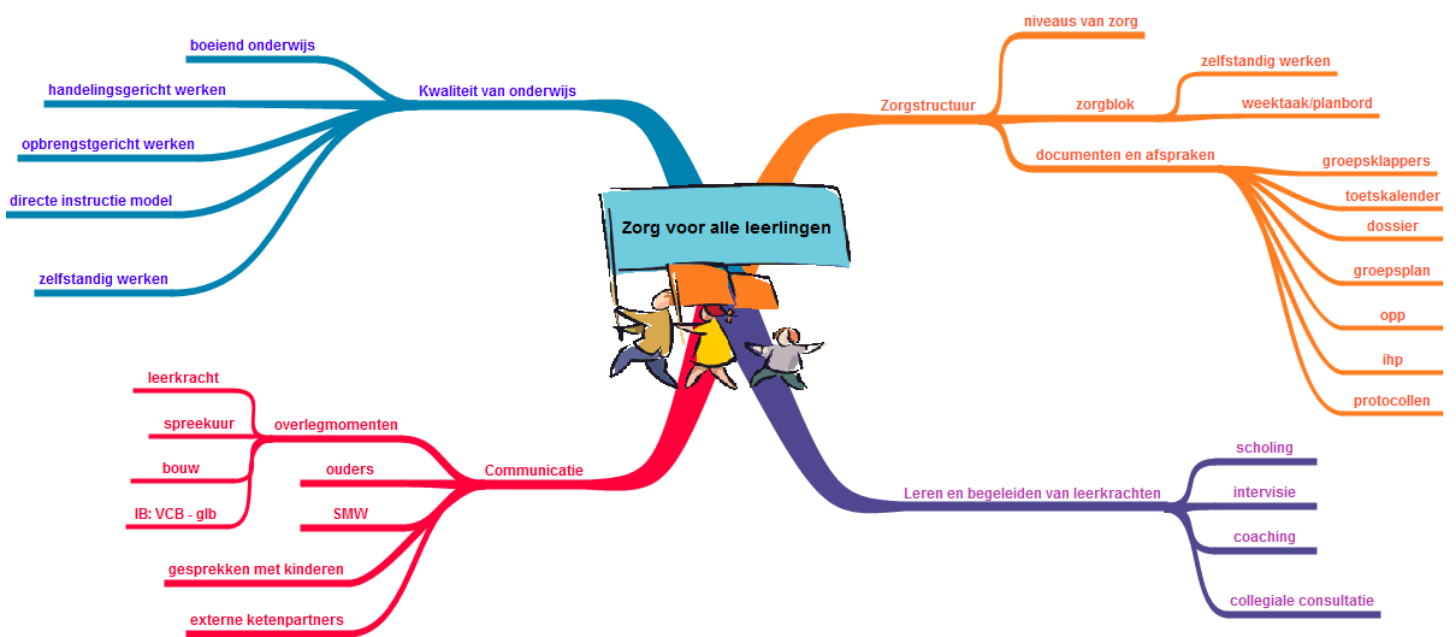 Zorg voor alle leerlingen
Kwaliteit van onderwijs
boeiend onderwijs
handelingsgericht werken
opbrengstgericht werken
directe instructie model
zelfstandig werken
Zorgstructuur
niveaus van zorg
zorgblok
zelfstandig werken
weektaak/planbord
documenten en afspraken
groepsklappers
toetskalender
dossier
groepsplan
opp
ihp
protocollen
Communicatie
overlegmomenten
leerkracht
spreekuur
bouw
IB: VCB - gIb
ouders
SMW
gesprekken met kinderen
externe ketenpartners
Leren en begeleiden van leerkrachten
scholing
intervisie
coaching
collegiale consultatie